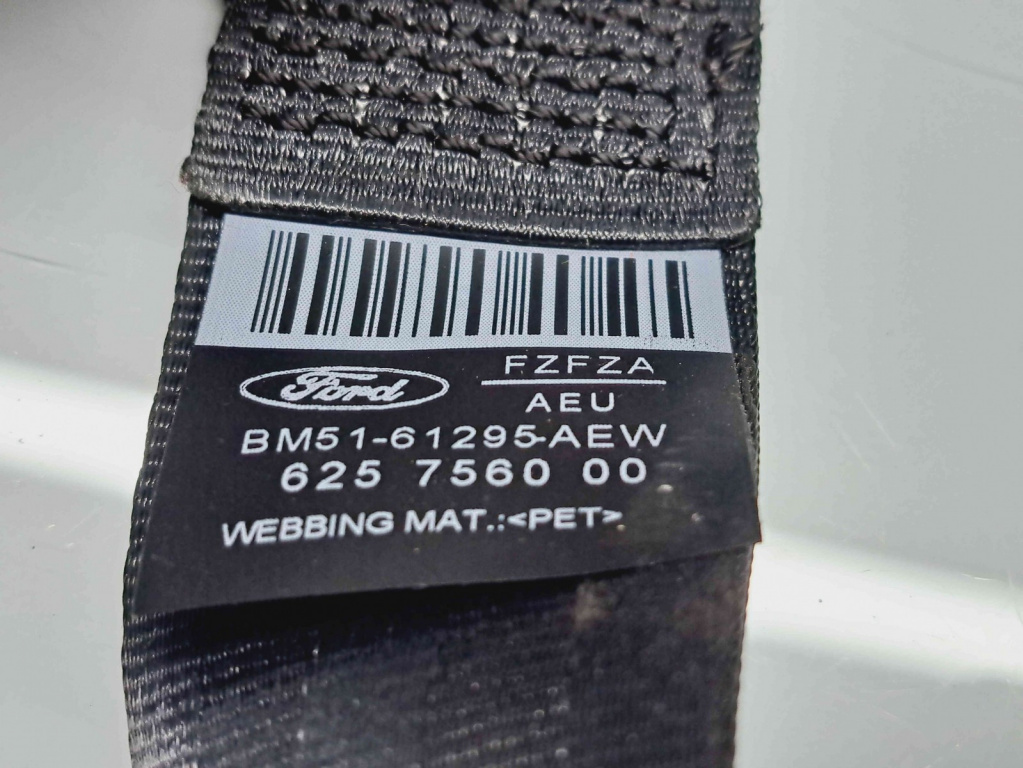 Ford
FZFZA
AEU
BM51-61295-AEW
625 7560 00
WEBBING MAT.:<PET>